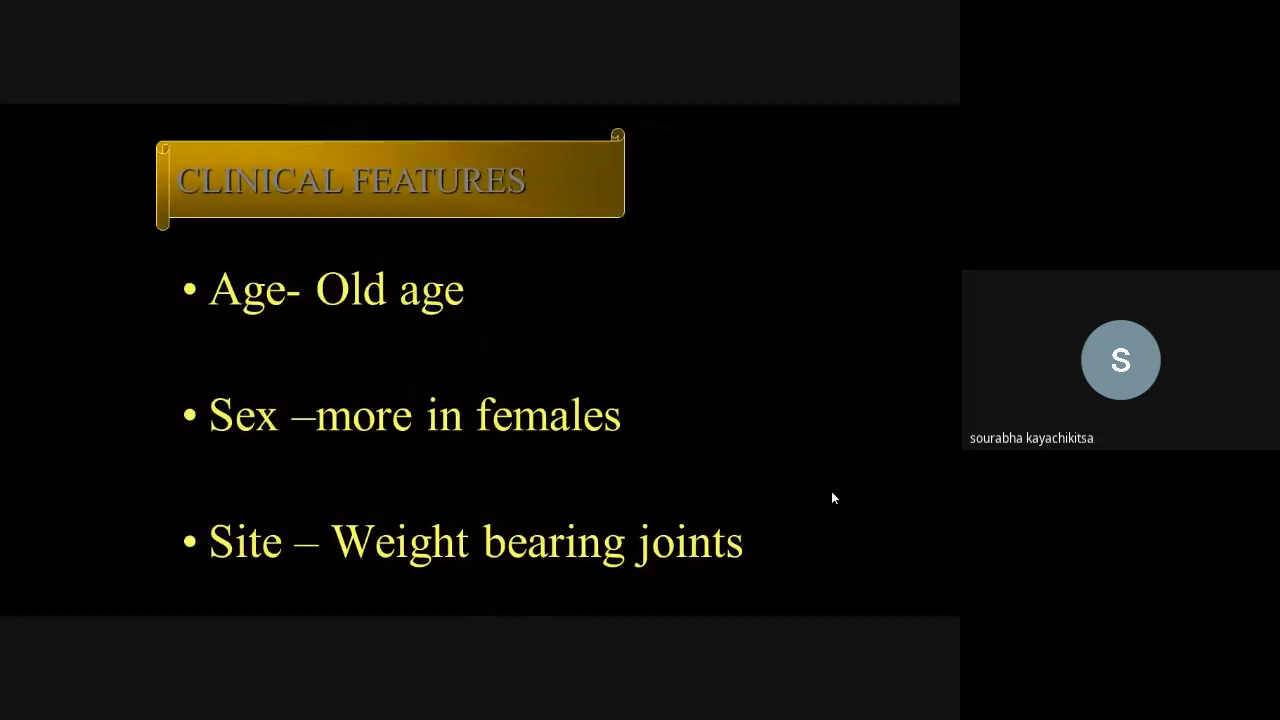 CLINICAL FEATURES
• Age- Old age
• Sex –more in females
• Site – Weight bearing joints
S
sourabha kayachikitsa